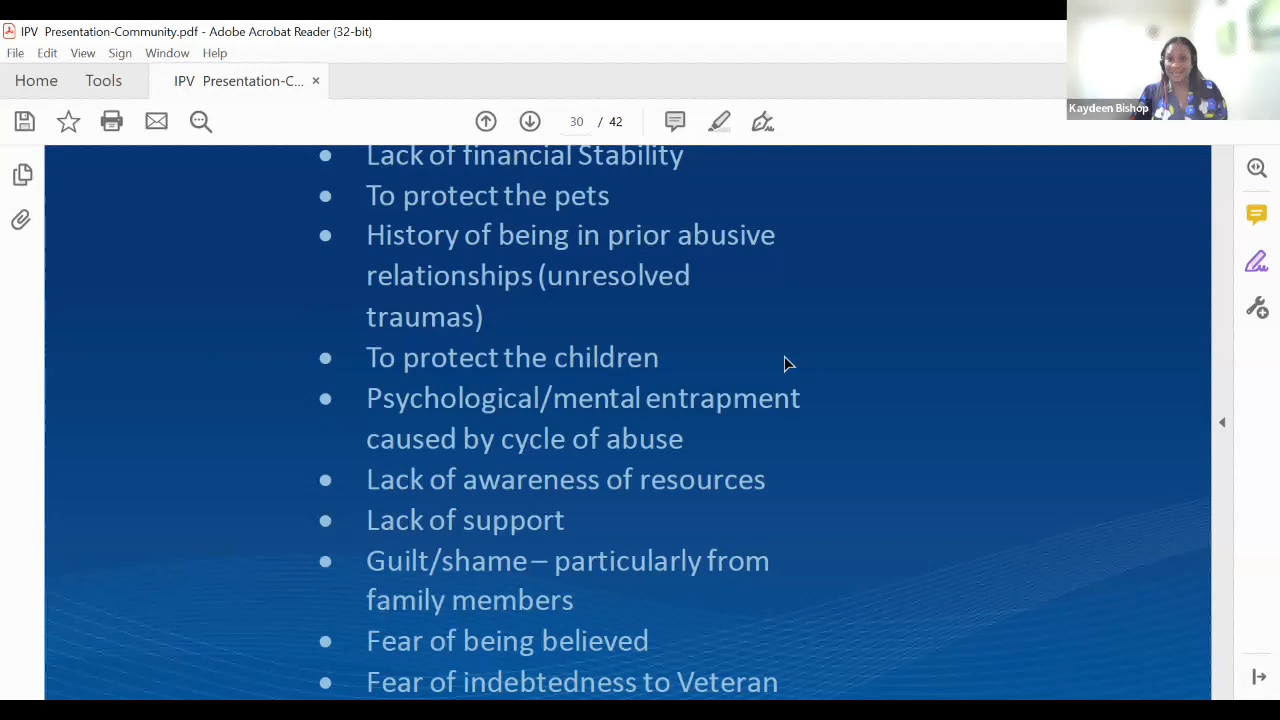 IPV Presentation-Community.pdf - Adobe Acrobat Reader (32-bit)
File Edit View Sign Window Help
Home Tools IPV Presentation-C... ×
30 / 42
Kaydeen Bishop
• Lack of financial Stability
• To protect the pets
• History of being in prior abusive
relationships (unresolved
traumas)
• To protect the children
• Psychological/mental entrapment
caused by cycle of abuse
• Lack of awareness of resources
• Lack of support
• Guilt/shame – particularly from
family members
• Fear of being believed
• Fear of indebtedness to Veteran